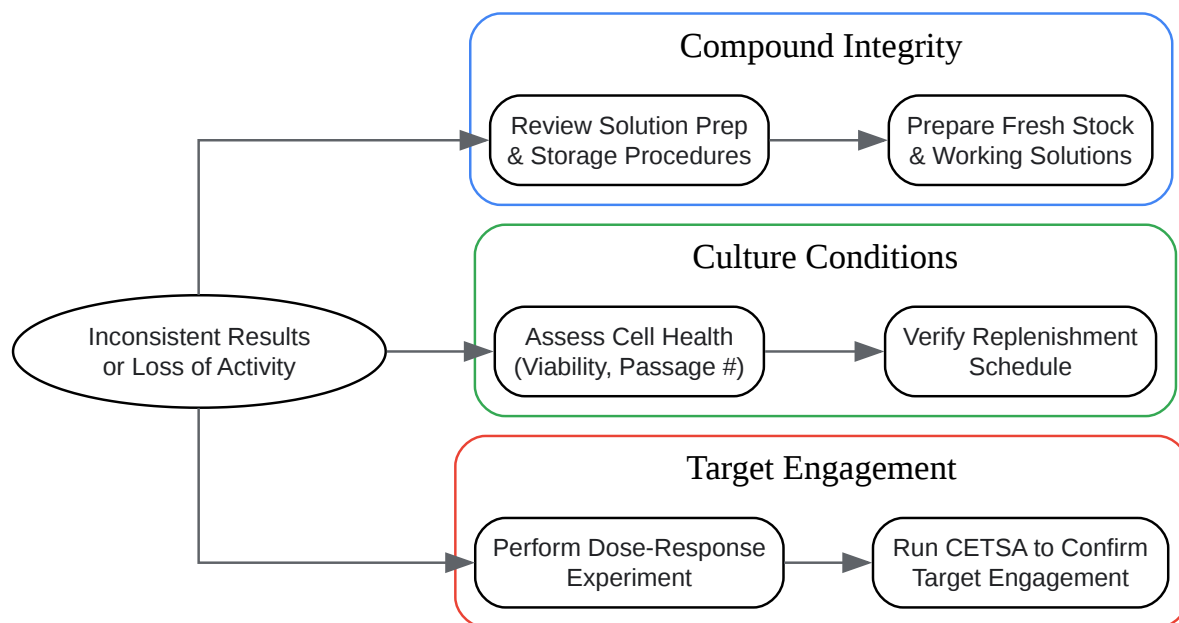 Compound Integrity
Review Solution Prep
& Storage Procedures
Prepare Fresh Stock
& Working Solutions
Culture Conditions
Inconsistent Results
or Loss of Activity
Assess Cell Health
(Viability, Passage #)
Verify Replenishment
Schedule
Target Engagement
Perform Dose-Response
Experiment
Run CETSA to Confirm
Target Engagement